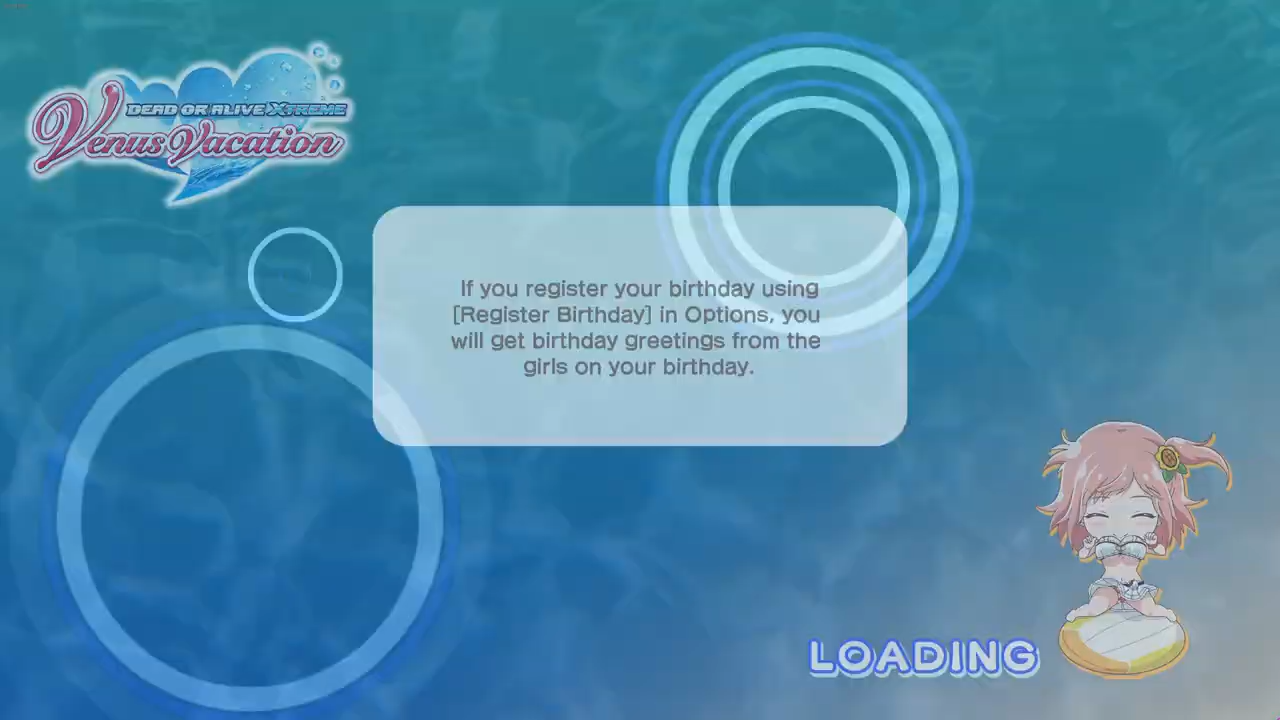 DEAD OR ALIVE XTREME
Venus Vacation
If you register your birthday using
[Register Birthday] in Options, you
will get birthday greetings from the
girls on your birthday.
LOADING